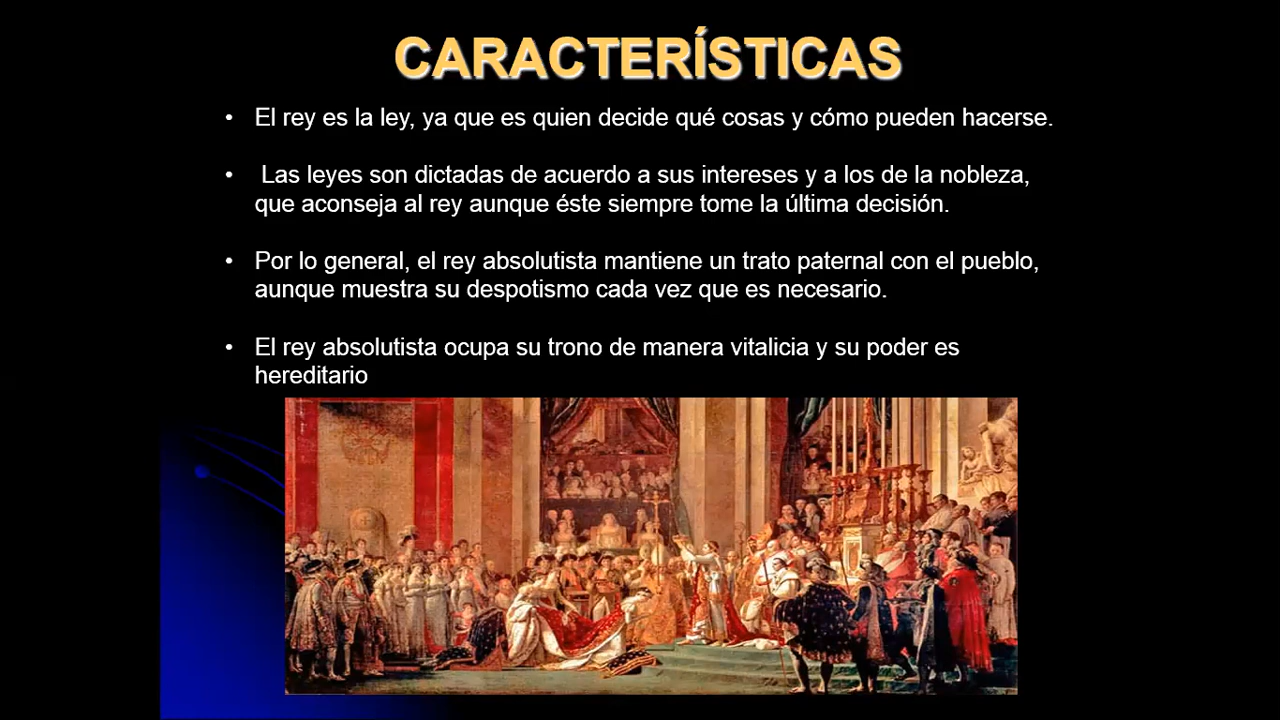 CARACTERÍSTICAS
• El rey es la ley, ya que es quien decide qué cosas y cómo pueden hacerse.
• Las leyes son dictadas de acuerdo a sus intereses y a los de la nobleza,
que aconseja al rey aunque éste siempre tome la última decisión.
• Por lo general, el rey absolutista mantiene un trato paternal con el pueblo,
aunque muestra su despotismo cada vez que es necesario.
• El rey absolutista ocupa su trono de manera vitalicia y su poder es
hereditario